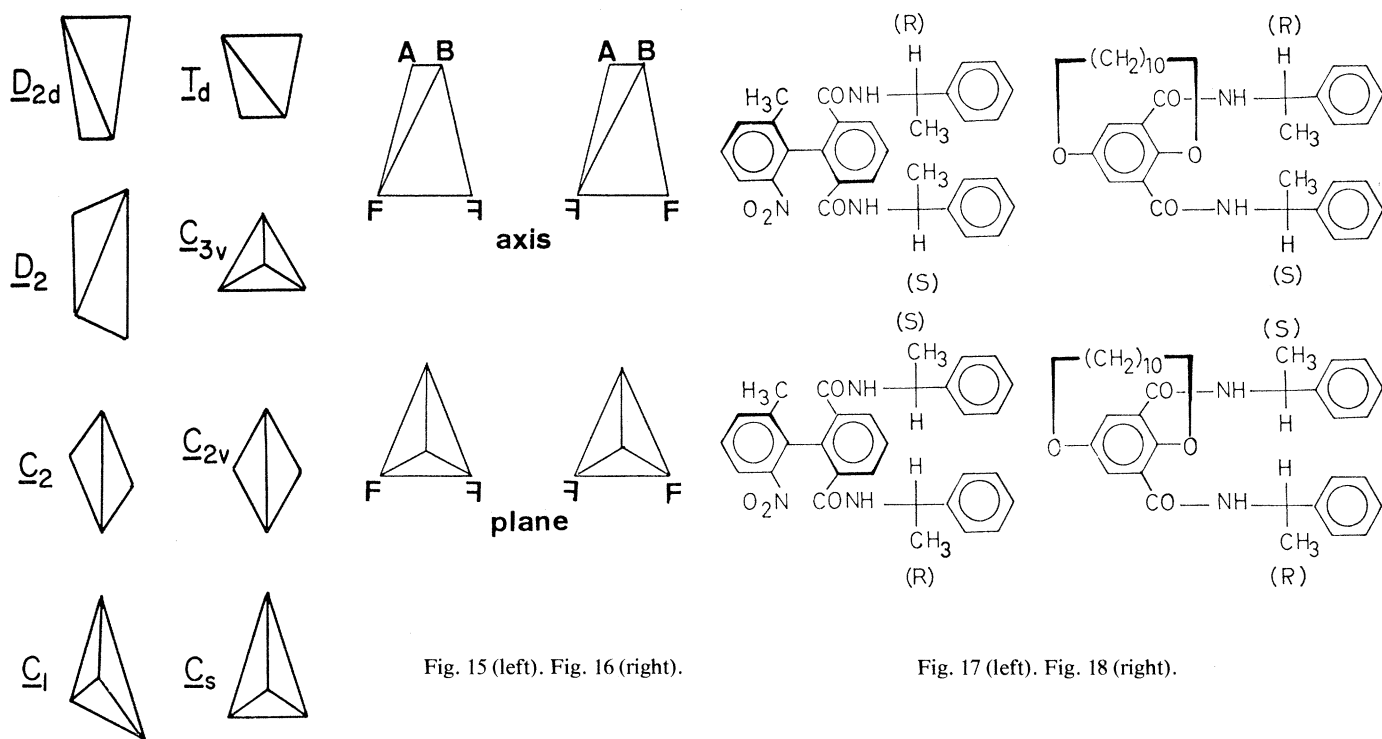 D2d
Td
D2
C3v
C2
C2v
C1
Cs
A B
A B
F ꟻ
ꟻ F
axis
F ꟻ
ꟻ F
plane
Fig. 15 (left). Fig. 16 (right).
(R)
H
H3C
CONH
CH3
CH3
O2N
CONH
H
(S)
(S)
CH3
H3C
CONH
H
H
O2N
CONH
CH3
(R)
(R)
(CH2)10
H
CO NH
CH3
O
O
CH3
CO NH
H
(S)
(S)
(CH2)10
CH3
CO NH
H
O
O
H
CO NH
CH3
(R)
Fig. 17 (left). Fig. 18 (right).